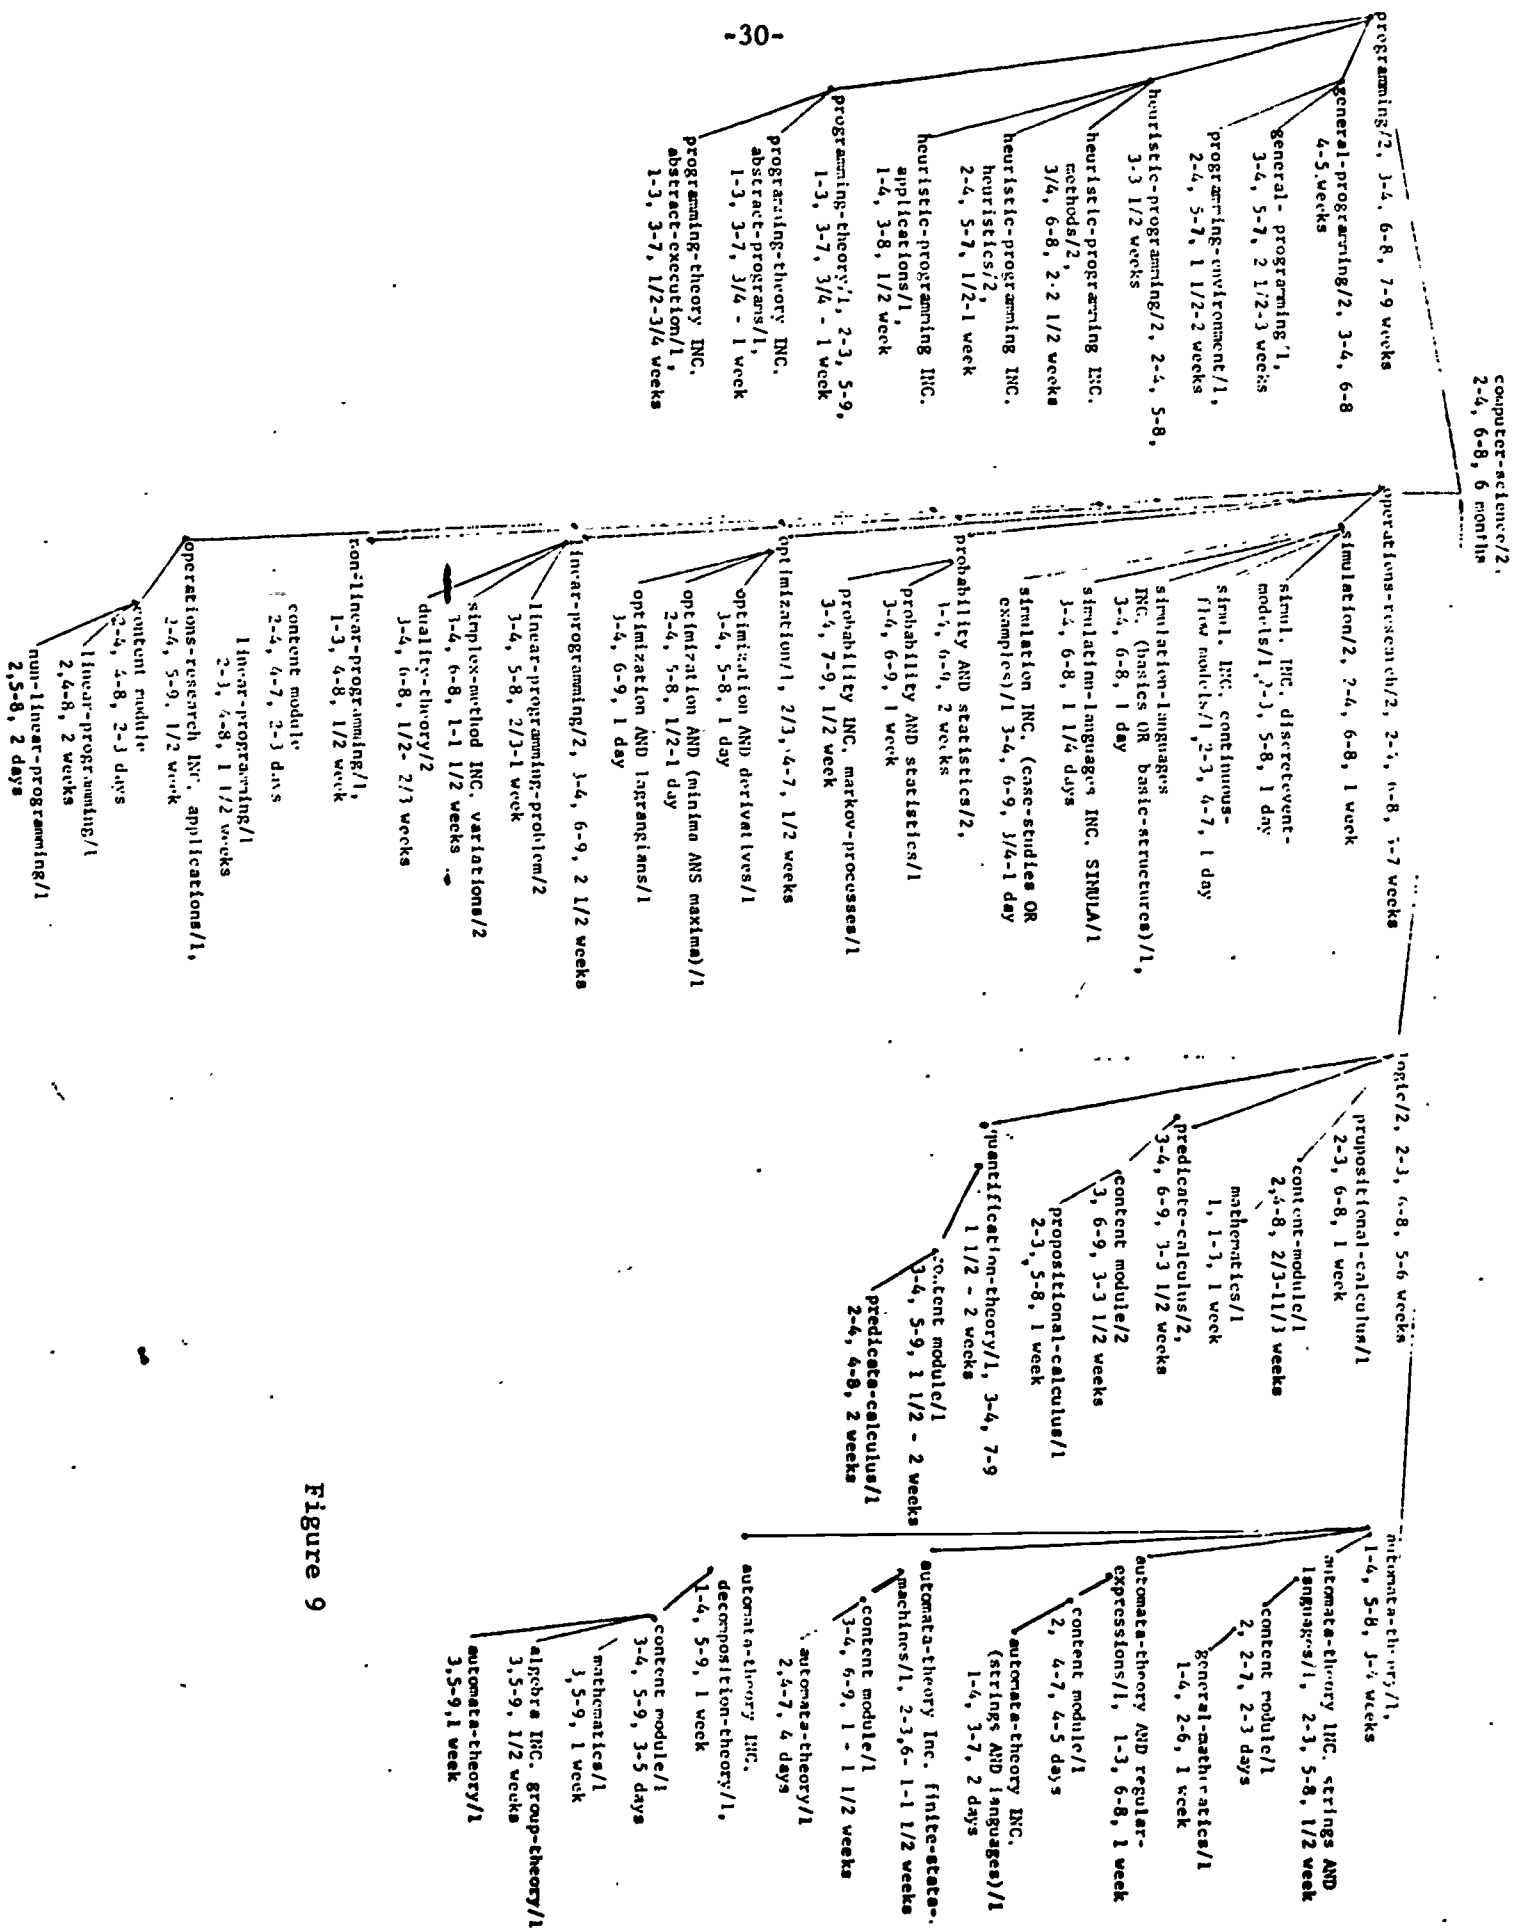 -30-
computer-science/2,
2-4, 6-8, 6 months
programming/2, 3-4, 6-8, 7-9 weeks
general-programming/2, 3-4, 6-8
4-5 weeks
general- programming/1,
3-4, 5-7, 2 1/2-3 weeks
programming-environment/1,
2-4, 5-7, 1 1/2-2 weeks
heuristic-programming/2, 2-4, 5-8,
3-3 1/2 weeks
heuristic-programming INC.
methods/2,
3/4, 6-8, 2-2 1/2 weeks
heuristic-programming INC.
heuristics/2,
2-4, 5-7, 1/2-1 week
heuristic-programming INC.
applications/1,
1-4, 3-8, 1/2 week
programming-theory/1, 2-3, 5-9,
1-3, 3-7, 3/4 - 1 week
programming-theory INC.
abstract-programs/1,
1-3, 3-7, 3/4 - 1 week
programming-theory INC.
abstract-execution/1,
1-3, 3-7, 1/2-3/4 weeks
operations-research/2, 2-4, 6-8, 5-7 weeks
simulation/2, 2-4, 6-8, 1 week
simul. INC. discretevent-
models/1, 2-3, 5-8, 1 day
simul. INC. continuous-
flow models/1, 2-3, 4-7, 1 day
simulation-languages
INC. (basics OR basic-structures)/1,
3-4, 6-8, 1 day
simulation-languages INC. SIMULA/1
3-4, 6-8, 1 1/4 days
simulation INC. (case-studies OR
examples)/1 3-4, 6-9, 3/4-1 day
probability AND statistics/2,
3-4, 6-9, 2 weeks
probability AND statistics/1
3-4, 6-9, 1 week
probability INC. markov-processes/1
3-4, 7-9, 1/2 week
optimization/1, 2/3, 4-7, 1/2 weeks
optimization AND derivatives/1
3-4, 5-8, 1 day
optimization AND (minima ANS maxima)/1
2-4, 5-8, 1/2-1 day
optimization AND lagrangians/1
3-4, 6-9, 1 day
linear-programming/2, 3-4, 6-9, 2 1/2 weeks
linear-programming-problem/2
3-4, 5-8, 2/3-1 week
simplex-method INC. variations/2
3-4, 6-8, 1-1 1/2 weeks
duality-theory/2
3-4, 6-8, 1/2- 2/3 weeks
non-linear-programming/1,
1-3, 4-8, 1/2 week
content module
2-4, 4-7, 2-3 days
linear-programming/1
2-3, 4-8, 1 1/2 weeks
operations-research INC. applications/1,
2-4, 5-9, 1/2 week
content module
2-4, 4-8, 2-3 days
linear-programming/1
2,4-8, 2 weeks
nun-linear-programming/1
2,5-8, 2 days
logic/2, 2-3, 6-8, 5-6 weeks
propositional-calculus/1
2-3, 6-8, 1 week
content-module/1
2,4-8, 2/3-11/3 weeks
mathematics/1
1, 1-3, 1 week
predicate-calculus/2,
3-4, 6-9, 3-3 1/2 weeks
content module/2
3, 6-9, 3-3 1/2 weeks
propositional-calculus/1
2-3, 5-8, 1 week
quantification-theory/1, 3-4, 7-9
1 1/2 - 2 weeks
content module/1
3-4, 5-9, 1 1/2 - 2 weeks
predicate-calculus/1
2-4, 4-8, 2 weeks
automata-theory/1,
1-4, 5-8, 3-4 weeks
automata-theory INC. strings AND
languages/1, 2-3, 5-8, 1/2 week
content module/1
2, 2-7, 2-3 days
general-mathematics/1
1-4, 2-6, 1 week
automata-theory AND regular-
expressions/1, 1-3, 6-8, 1 week
content module/1
2, 4-7, 4-5 days
automata-theory INC.
(strings AND languages)/1
1-4, 3-7, 2 days
automata-theory Inc. finite-state-
machines/1, 2-3,6- 1-1 1/2 weeks
content module/1
3-4, 6-9, 1 - 1 1/2 weeks
automata-theory/1
2,4-7, 4 days
automata-theory INC.
decomposition-theory/1,
1-4, 5-9, 1 week
content module/1
3-4, 5-9, 3-5 days
mathematics/1
3, 5-9, 1 week
algebra INC. group-theory/1
3,5-9, 1/2 weeks
automata-theory/1
3,5-9,1 week
Figure 9